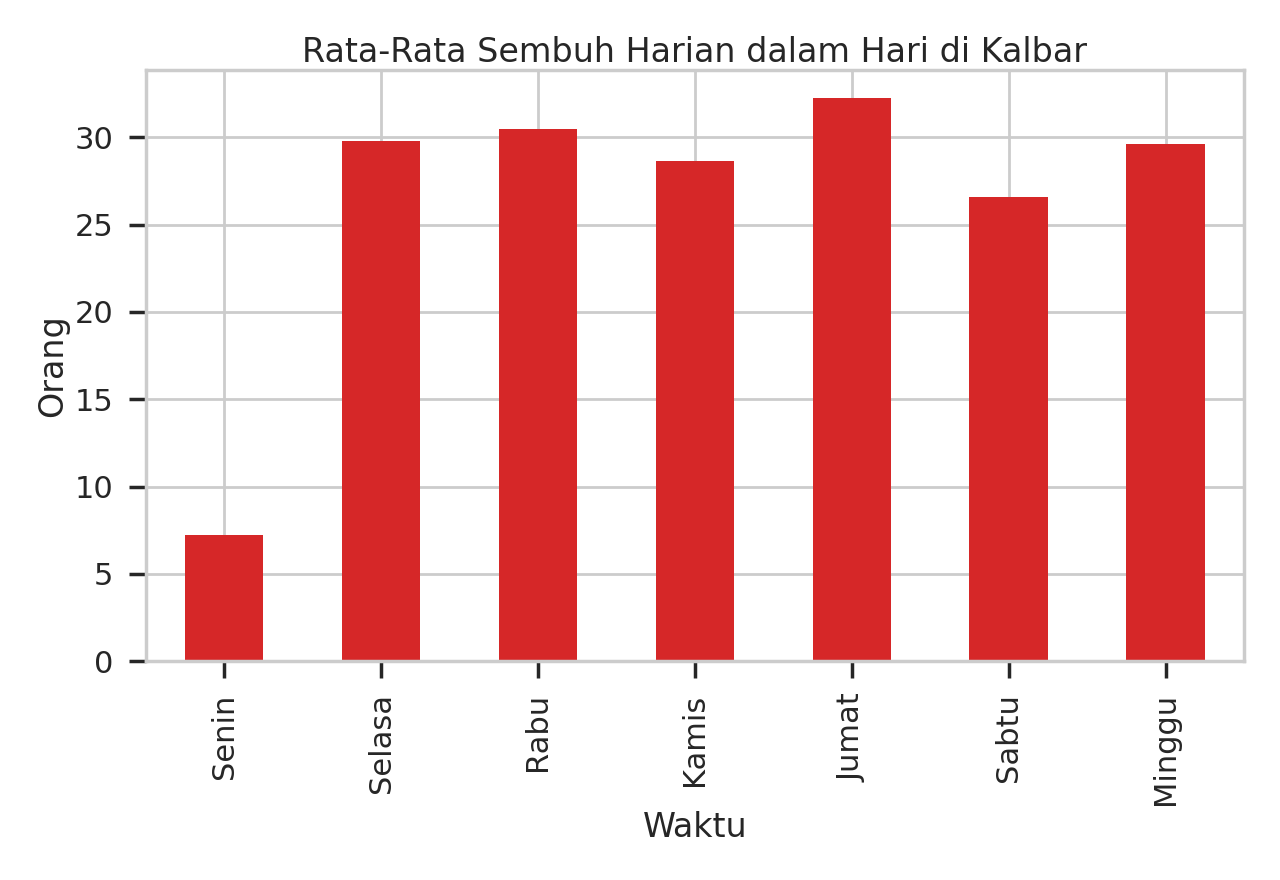 Rata-Rata Sembuh Harian dalam Hari di Kalbar
Orang
30
25
20
15
10
5
0
Senin
Selasa
Rabu
Kamis
Jumat
Sabtu
Minggu
Waktu